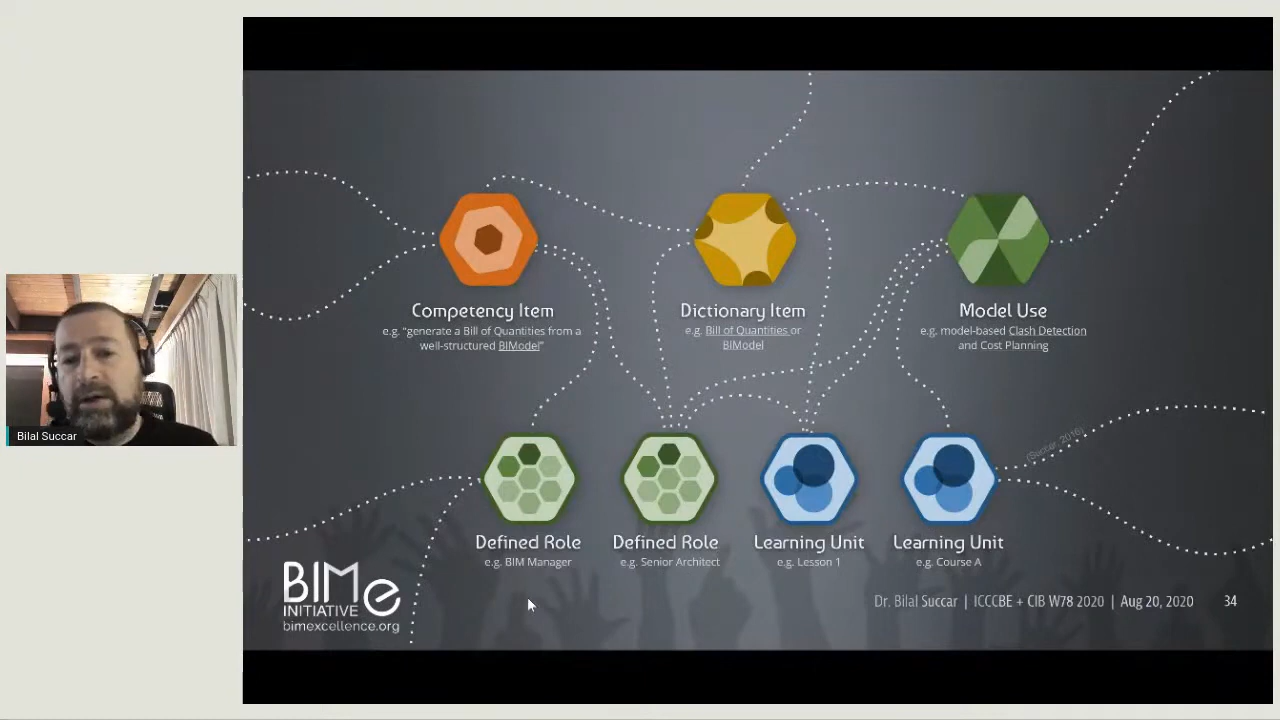 Competency Item
e.g. "generate a Bill of Quantities from a
well-structured BIModel"
Dictionary Item
e.g. Bill of Quantities or
BIModel
Model Use
e.g. model-based Clash Detection
and Cost Planning
Bilal Succar
(Succar, 2016)
Defined Role
e.g. BIM Manager
Defined Role
e.g. Senior Architect
Learning Unit
e.g. Lesson 1
Learning Unit
e.g. Course A
BIMe
INITIATIVE
bimexcellence.org
Dr. Bilal Succar | ICCCBE + CIB W78 2020 | Aug 20, 2020 34